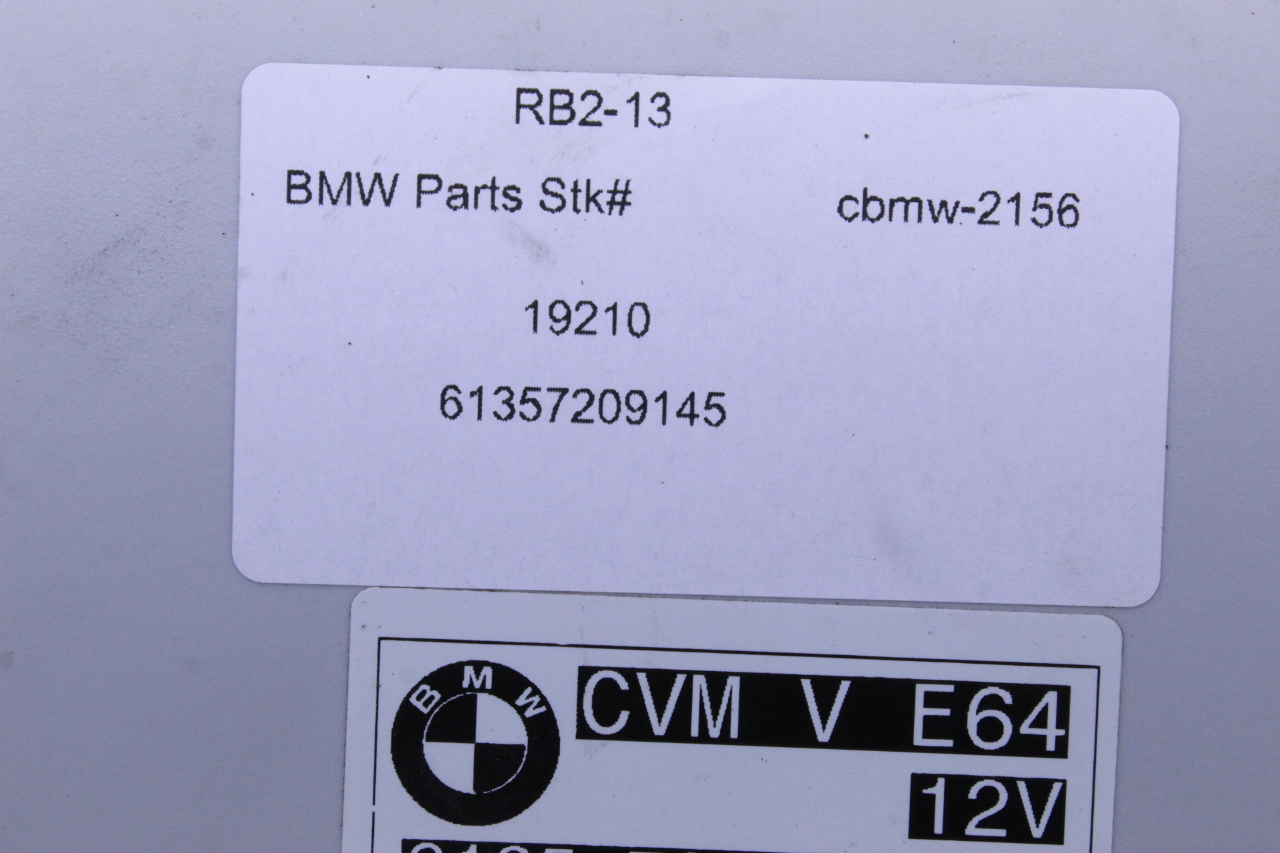 RB2-13
BMW Parts Stk# cbmw-2156
19210
61357209145
BMW
CVM V E64
12V